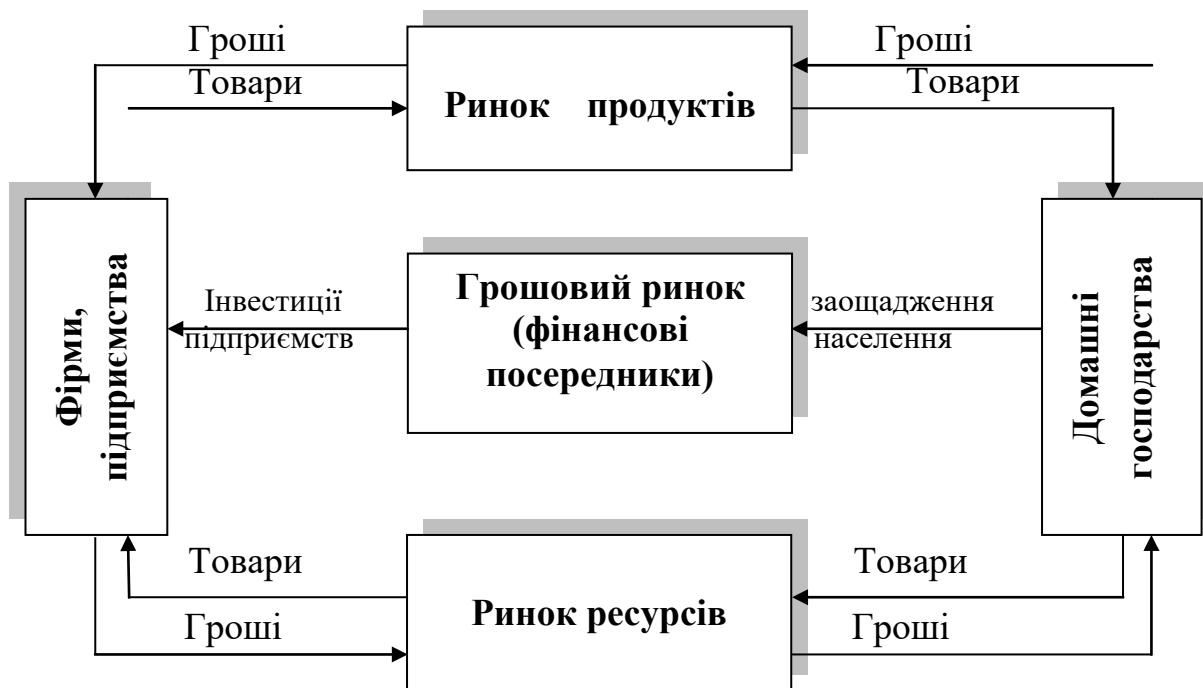 Гроші
Гроші
Товари
Товари
Ринок продуктів
Фірми,
підприємства
Інвестиції
підприємств
Грошовий ринок
(фінансові
посередники)
заощадження
населення
Домашні
господарства
Товари
Товари
Ринок ресурсів
Гроші
Гроші